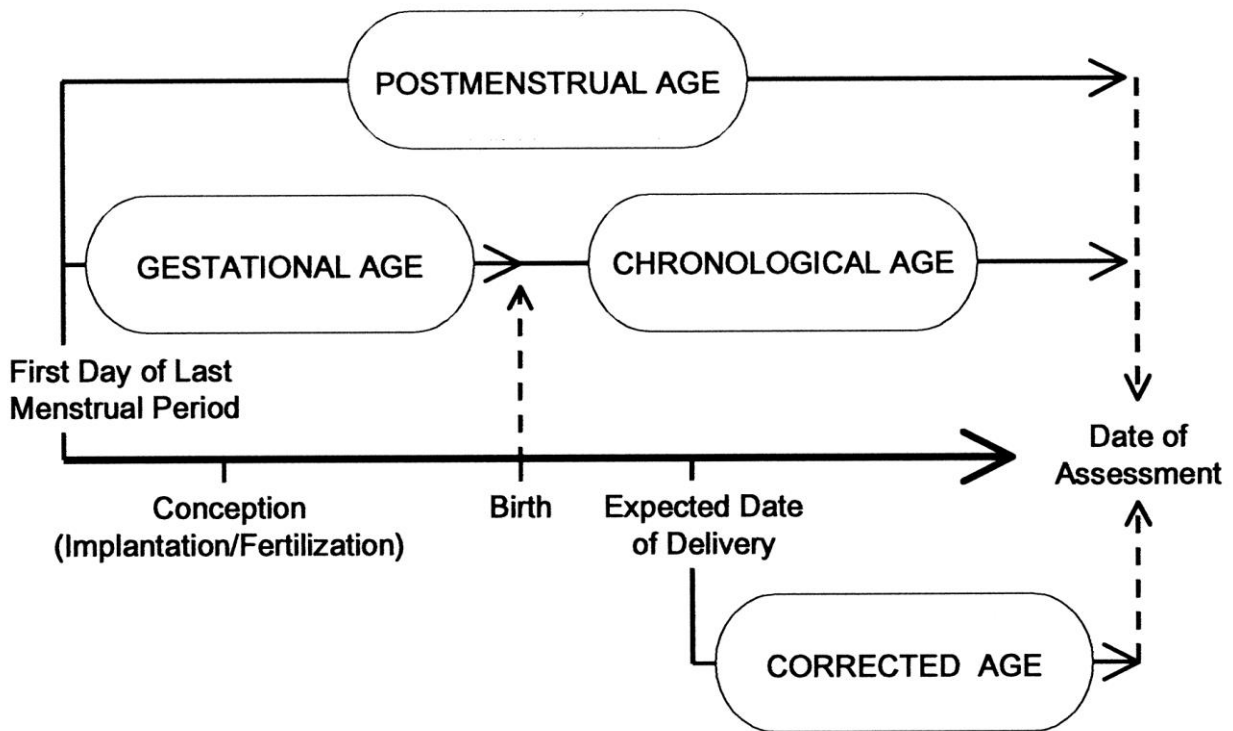 POSTMENSTRUAL AGE
GESTATIONAL AGE
CHRONOLOGICAL AGE
First Day of Last
Menstrual Period
Date of
Assessment
Conception
(Implantation/Fertilization)
Birth
Expected Date
of Delivery
CORRECTED AGE